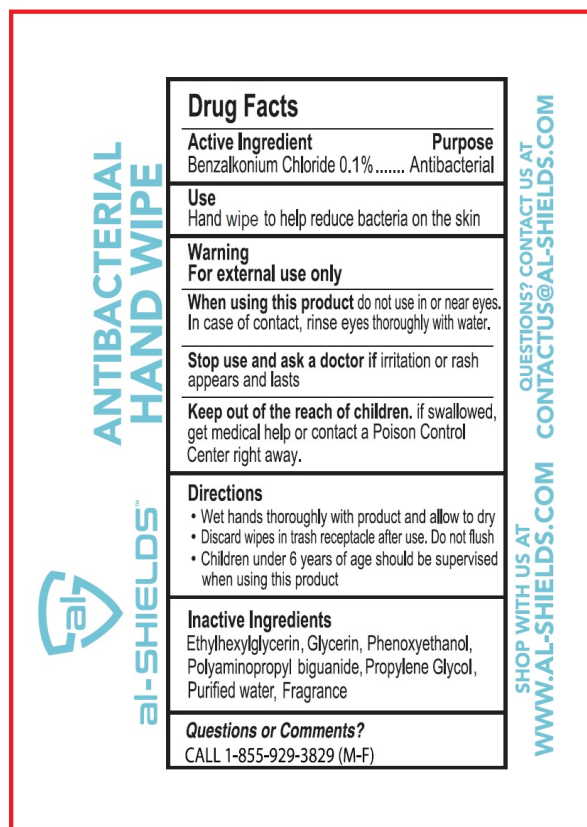 ANTIBACTERIAL
HAND WIPE
al
al-SHIELDS™
Drug Facts
Active Ingredient Purpose
Benzalkonium Chloride 0.1%....... Antibacterial
Use
Hand wipe to help reduce bacteria on the skin
Warning
For external use only
When using this product do not use in or near eyes.
In case of contact, rinse eyes thoroughly with water.
Stop use and ask a doctor if irritation or rash
appears and lasts
Keep out of the reach of children. if swallowed,
get medical help or contact a Poison Control
Center right away.
Directions
• Wet hands thoroughly with product and allow to dry
• Discard wipes in trash receptacle after use. Do not flush
• Children under 6 years of age should be supervised
when using this product
Inactive Ingredients
Ethylhexylglycerin, Glycerin, Phenoxyethanol,
Polyaminopropyl biguanide, Propylene Glycol,
Purified water, Fragrance
Questions or Comments?
CALL 1-855-929-3829 (M-F)
QUESTIONS? CONTACT US AT
CONTACTUS@AL-SHIELDS.COM
SHOP WITH US AT
WWW.AL-SHIELDS.COM